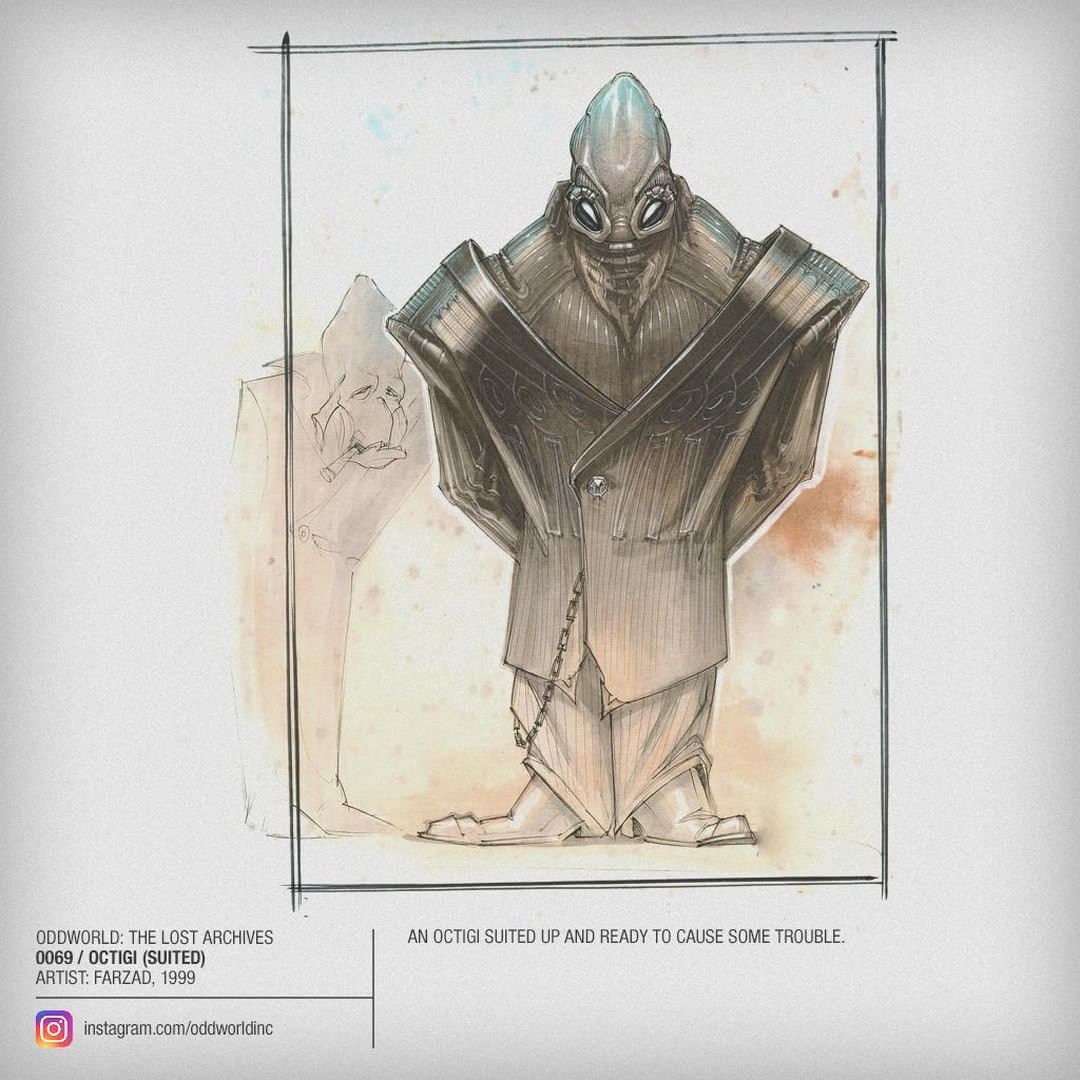 ODDWORLD: THE LOST ARCHIVES
0069 / OCTIGI (SUITED)
ARTIST: FARZAD, 1999
instagram.com/oddworldinc
AN OCTIGI SUITED UP AND READY TO CAUSE SOME TROUBLE.